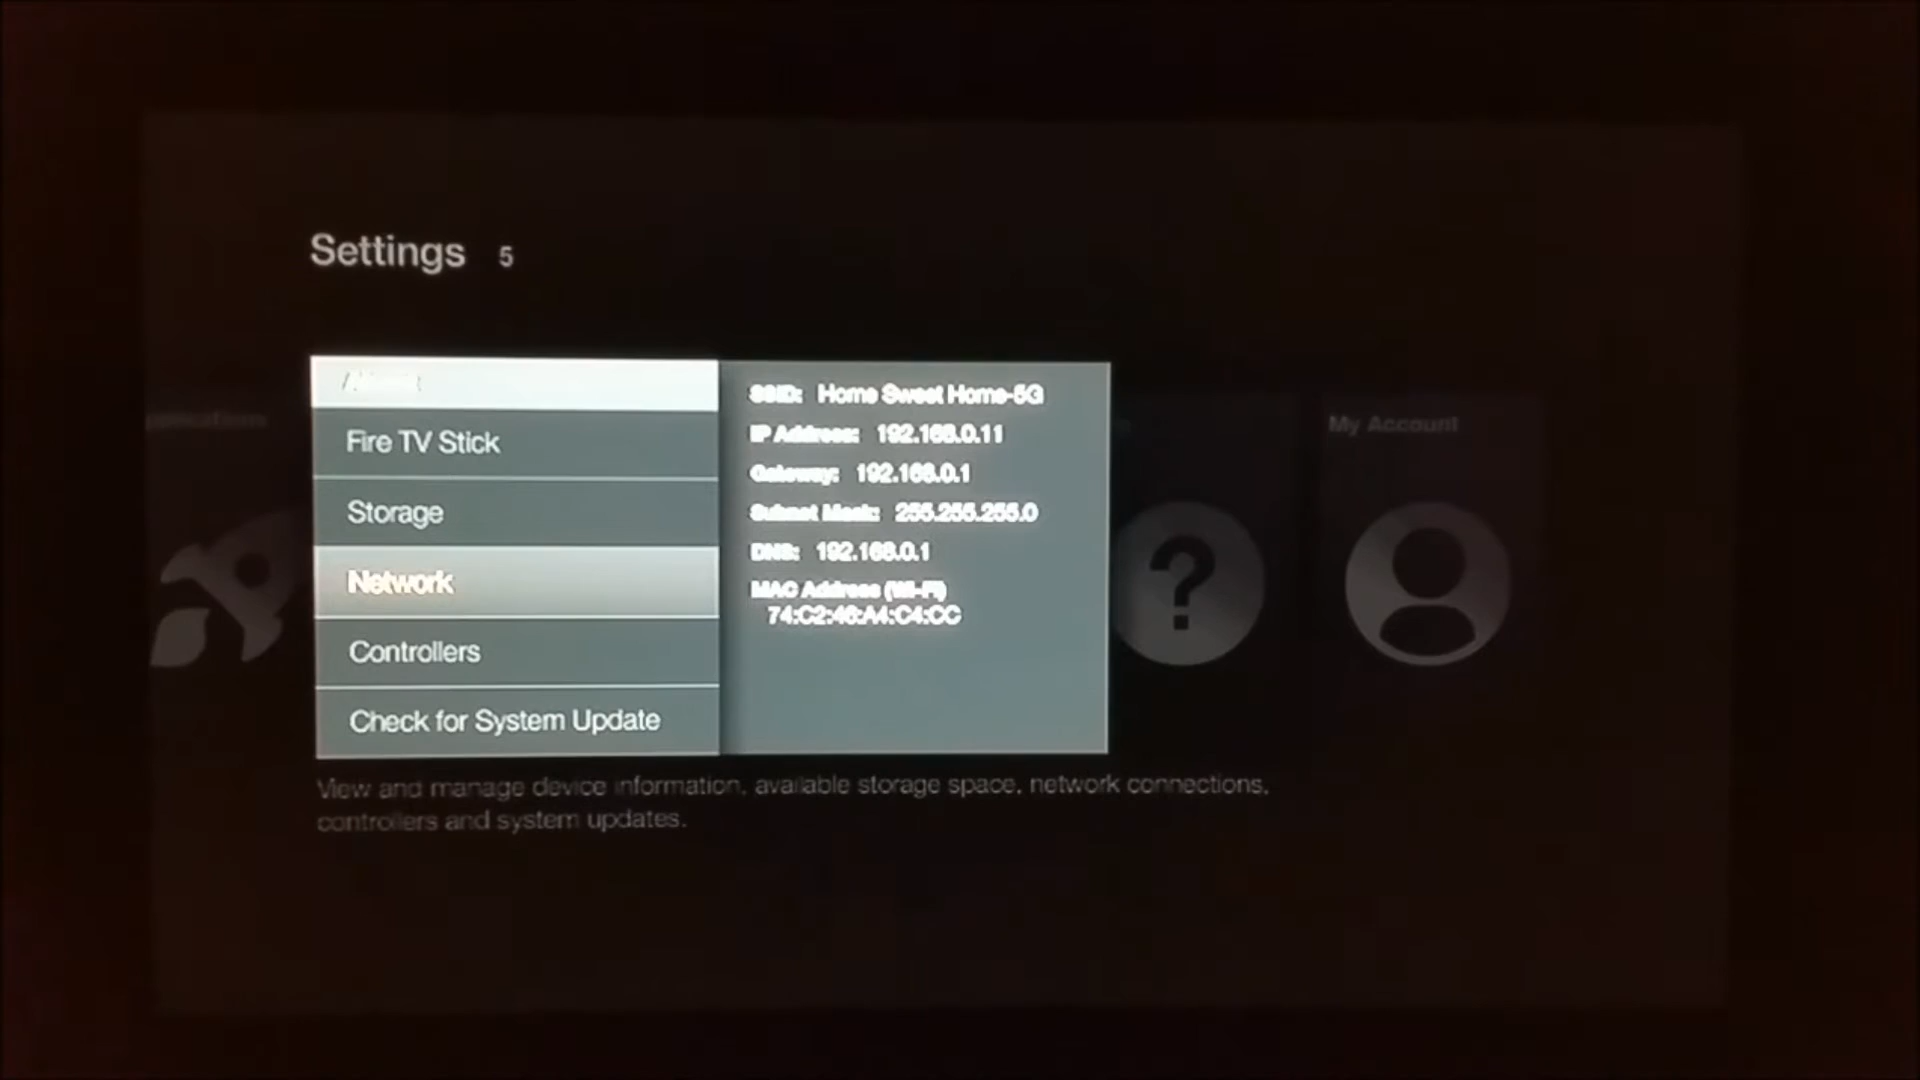 Settings 5
Fire TV Stick
Storage
Network
Controllers
Check for System Update
SSID: Home Sweet Home-5G
IP Address: 192.168.0.11
Gateway: 192.168.0.1
Subnet Mask: 255.255.255.0
DNS: 192.168.0.1
MAC Address (Wi-Fi)
74:C2:46:A4:C4:CC
My Account
View and manage device information, available storage space, network connections,
controllers and system updates.